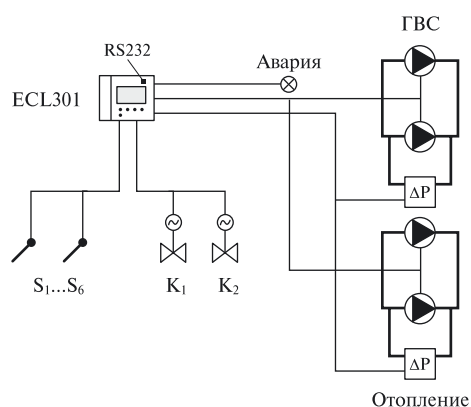 ГВС
RS232
Авария
ECL301
ΔP
S₁...S₆
K₁
K₂
ΔP
Отопление